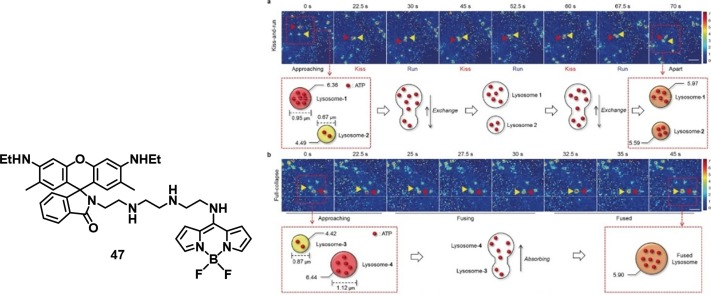 a
0 s 22.5 s 30 s 45 s 52.5 s 60 s 67.5 s 70 s
Kiss-and-run
Approaching Kiss Run Kiss Run Kiss Run Apart
6.36 : ATP
Lysosome-1
0.95 μm 0.67μm
Lysosome-2
4.49
Exchange
Lysosome 1
Lysosome 2
Exchange
5.97
Lysosome-1
Lysosome-2
5.59
b
0 s 22.5 s 25 s 27.5 s 30 s 32.5 s 35 s 45 s
Full-collapse
Approaching Fusing Fused
4.42 : ATP
Lysosome-3
0.87 μm
Lysosome-4
6.44
1.12 μm
Lysosome-4
Lysosome-3
Absorbing
Fused
Lysosome
5.90
EtHN O NHEt
N
O
N
H
H
N
NH
N N
B
F F
47